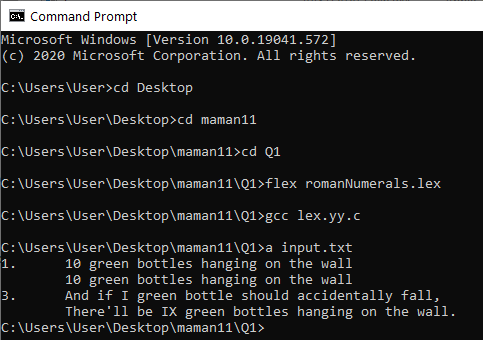 Command Prompt
Microsoft Windows [Version 10.0.19041.572]
(c) 2020 Microsoft Corporation. All rights reserved.
C:\Users\User>cd Desktop
C:\Users\User\Desktop>cd maman11
C:\Users\User\Desktop\maman11>cd Q1
C:\Users\User\Desktop\maman11\Q1>flex romanNumerals.lex
C:\Users\User\Desktop\maman11\Q1>gcc lex.yy.c
C:\Users\User\Desktop\maman11\Q1>a input.txt
1.      10 green bottles hanging on the wall
        10 green bottles hanging on the wall
3.      And if I green bottle should accidentally fall,
        There'll be IX green bottles hanging on the wall.
C:\Users\User\Desktop\maman11\Q1>